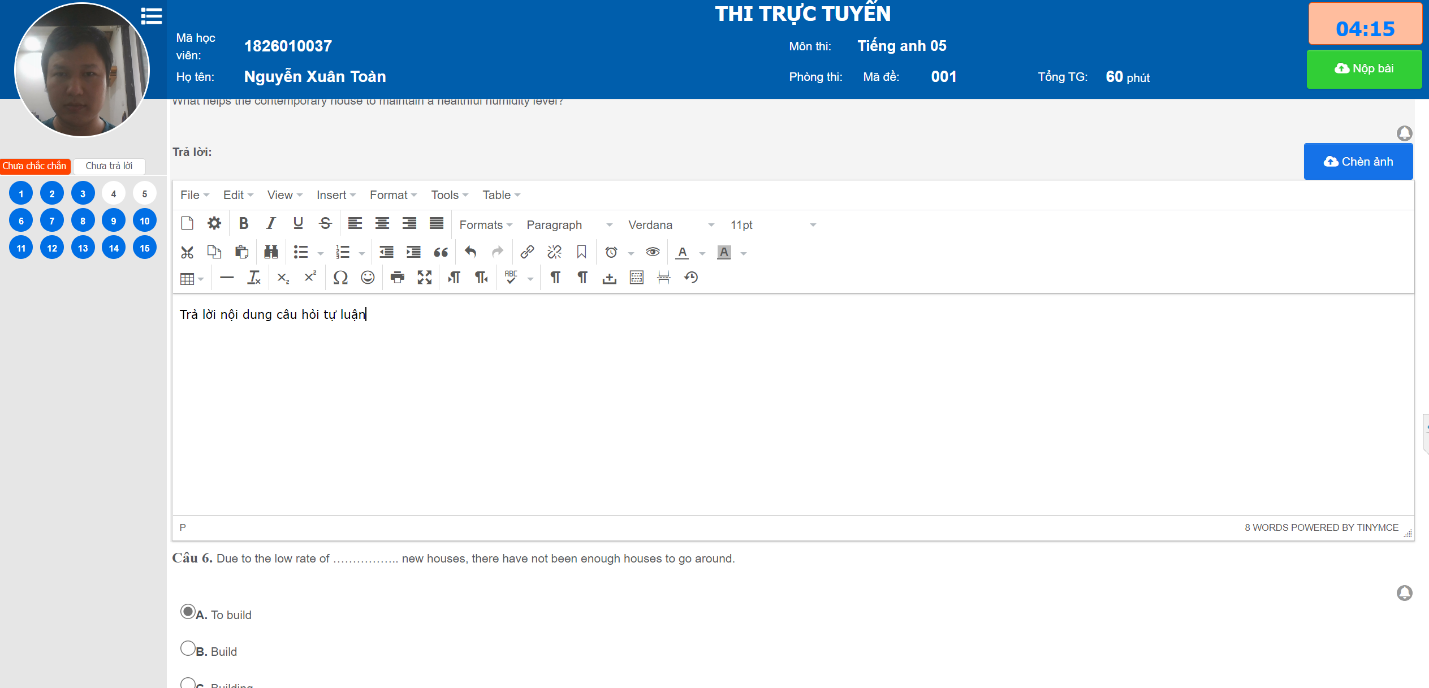 THI TRỰC TUYẾN
Mã học viên: 1826010037
Họ tên: Nguyễn Xuân Toàn
Môn thi: Tiếng anh 05
Phòng thi: Mã đề: 001 Tổng TG: 60 phút
04:15
Nộp bài
Chưa chắc chắn Chưa trả lời
1 2 3 4 5
6 7 8 9 10
11 12 13 14 15
What helps the contemporary house to maintain a healthful humidity level?
Trả lời:
Chèn ảnh
File Edit View Insert Format Tools Table
B I U S Formats Paragraph Verdana 11pt
Trả lời nội dung câu hỏi tự luận
P 8 WORDS POWERED BY TINYMCE
Câu 6. Due to the low rate of …………….. new houses, there have not been enough houses to go around.
A. To build
B. Build
C. Building